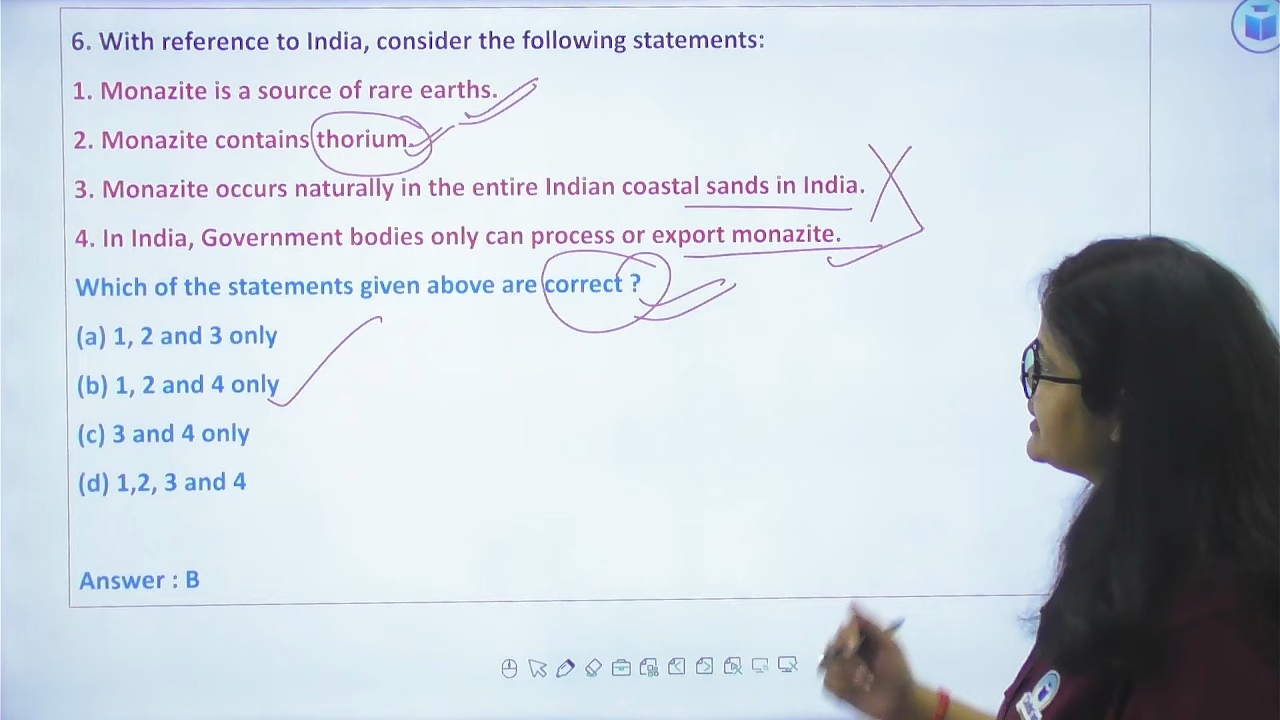 6. With reference to India, consider the following statements:
1. Monazite is a source of rare earths.
2. Monazite contains thorium.
3. Monazite occurs naturally in the entire Indian coastal sands in India.
4. In India, Government bodies only can process or export monazite.
Which of the statements given above are correct ?
(a) 1, 2 and 3 only
(b) 1, 2 and 4 only
(c) 3 and 4 only
(d) 1,2, 3 and 4
Answer : B